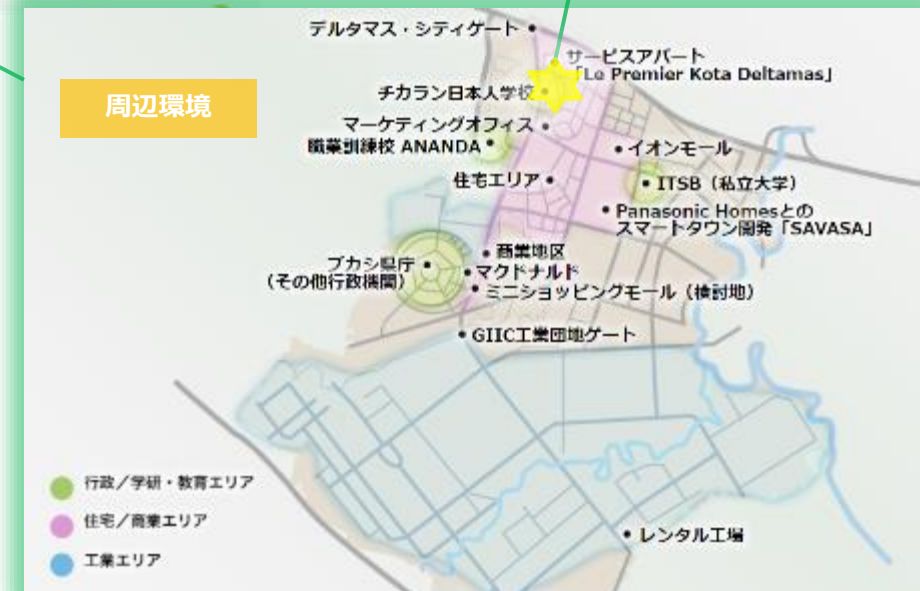 デルタマス・シティゲート
サービスアパート
「Le Premier Kota Deltamas」
周辺環境
チカラン日本人学校
マーケティングオフィス
職業訓練校 ANANDA
イオンモール
住宅エリア
ITSB（私立大学）
Panasonic Homesとの
スマートタウン開発「SAVASA」
商業地区
ブカシ県庁
（その他行政機関）
マクドナルド
ミニショッピングモール（検討地）
GIIC工業団地ゲート
行政／学研・教育エリア
住宅／商業エリア
工業エリア
レンタル工場